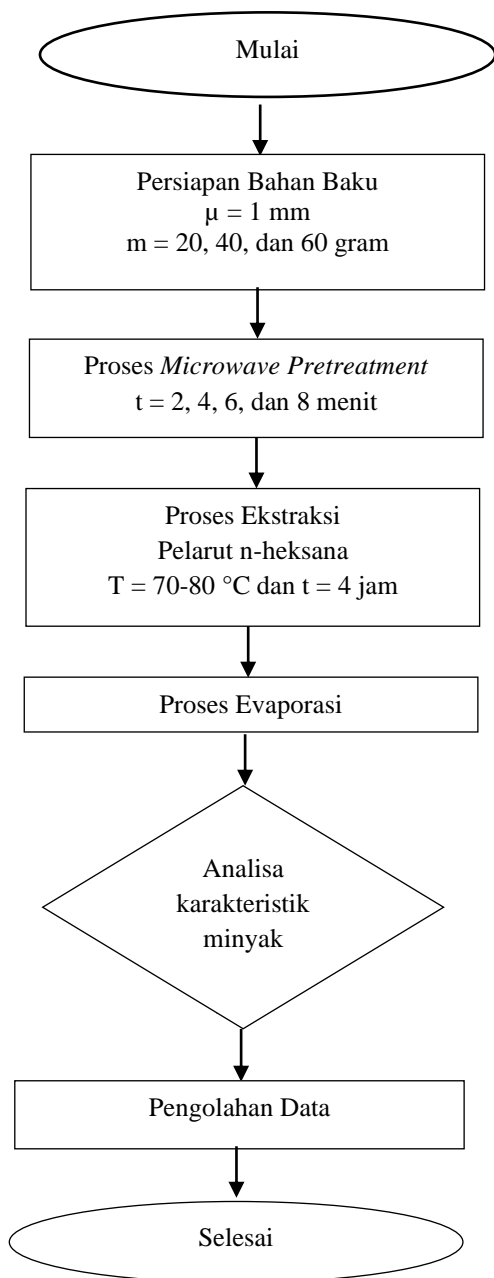 Mulai
Persiapan Bahan Baku
µ = 1 mm
m = 20, 40, dan 60 gram
Proses Microwave Pretreatment
t = 2, 4, 6, dan 8 menit
Proses Ekstraksi
Pelarut n-heksana
T = 70-80 °C dan t = 4 jam
Proses Evaporasi
Analisa
karakteristik
minyak
Pengolahan Data
Selesai